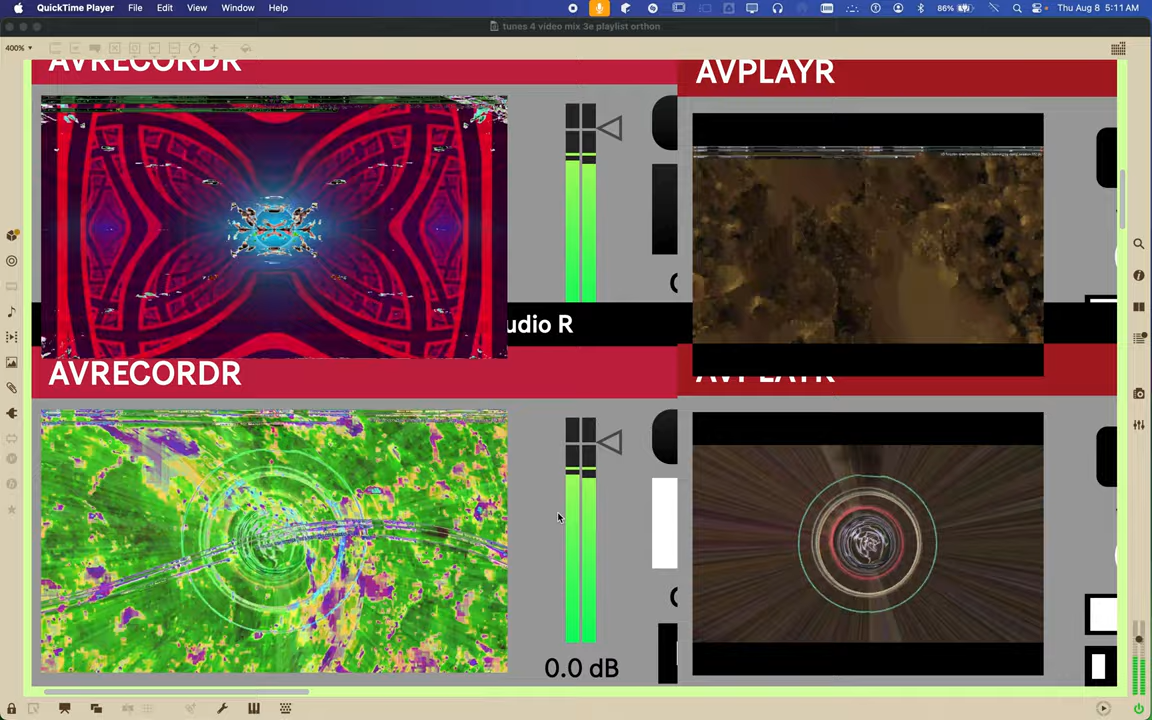 QuickTime Player File Edit View Window Help 86% Thu Aug 8 5:11 AM
tunes 4 video mix 3e playlist orthon
400%
AVRECORDR
AVPLAYR
udio R
AVRECORDR
AVPLAYR
0.0 dB